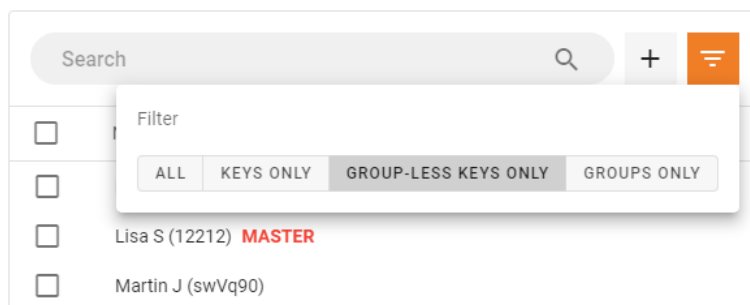 Search
Filter
ALL KEYS ONLY GROUP-LESS KEYS ONLY GROUPS ONLY
Lisa S (12212) MASTER
Martin J (swVq90)